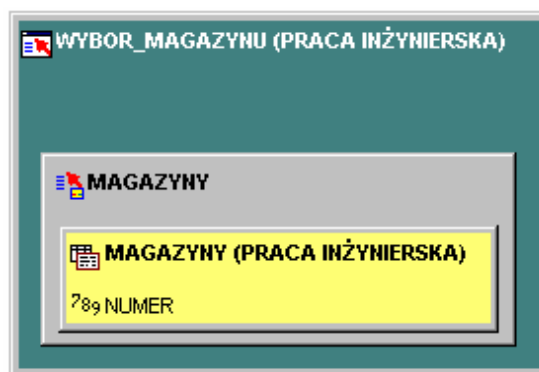 WYBOR_MAGAZYNU (PRACA INŻYNIERSKA)
MAGAZYNY
MAGAZYNY (PRACA INŻYNIERSKA)
789 NUMER